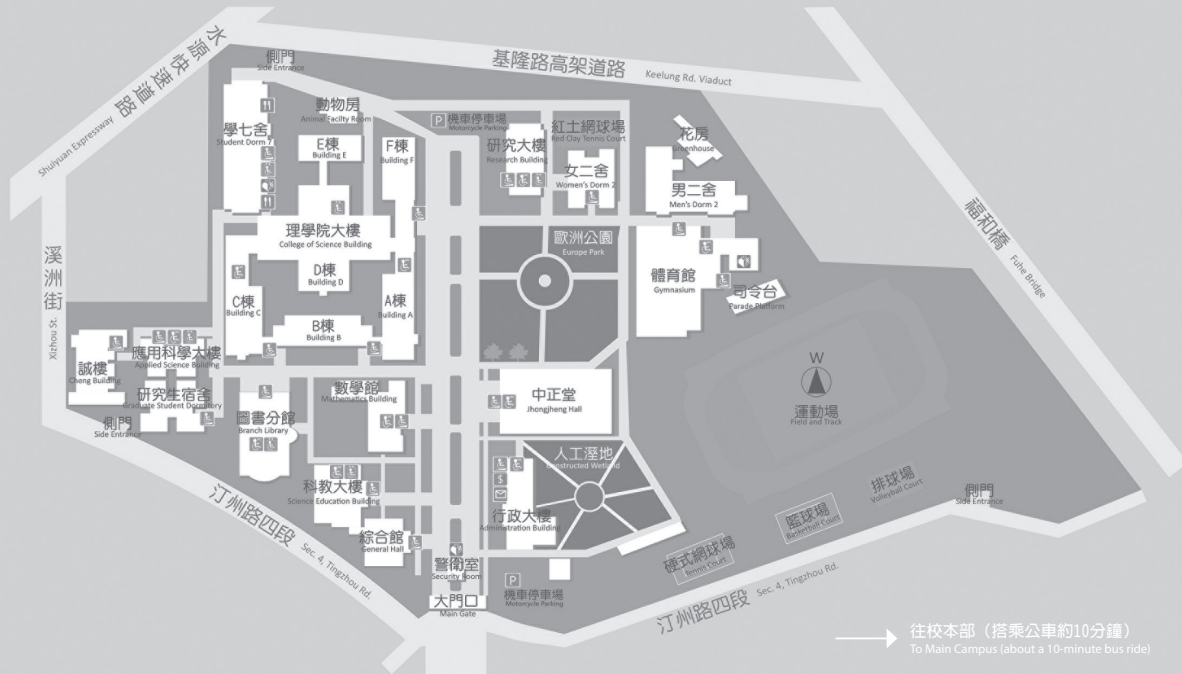 水源快速道路
Shuiyuan Expressway
側門
Side Entrance
基隆路高架道路
Keelung Rd. Viaduct
動物房
Animal Facilty Room
P
機車停車場
Motorcycle Parking
紅土網球場
Red Clay Tennis Court
花房
Greenhouse
學七舍
Student Dorm 7
E棟
Building E
F棟
Building F
研究大樓
Research Building
女二舍
Women's Dorm 2
男二舍
Men's Dorm 2
福和橋
Fuhe Bridge
理學院大樓
College of Science Building
歐洲公園
Europe Park
溪洲街
Xizhou St.
D棟
Building D
體育館
Gymnasium
司令台
Parade Platform
C棟
Building C
A棟
Building A
B棟
Building B
誠樓
Cheng Building
應用科學大樓
Applied Science Building
W
運動場
Field and Track
研究生宿舍
Graduate Student Dormitory
數學館
Mathematics Building
中正堂
Jhongjheng Hall
側門
Side Entrance
圖書分館
Branch Library
人工溼地
Constructed Wetland
$
科教大樓
Science Education Building
排球場
Volleyball Court
側門
Side Entrance
汀州路四段
Sec. 4, Tingzhou Rd.
行政大樓
Administration Building
籃球場
Basketball Court
綜合館
General Hall
硬式網球場
Tennis Court
警衛室
Security Room
P
機車停車場
Motorcycle Parking
大門口
Main Gate
汀州路四段
Sec. 4, Tingzhou Rd.
往校本部（搭乘公車約10分鐘）
To Main Campus (about a 10-minute bus ride)